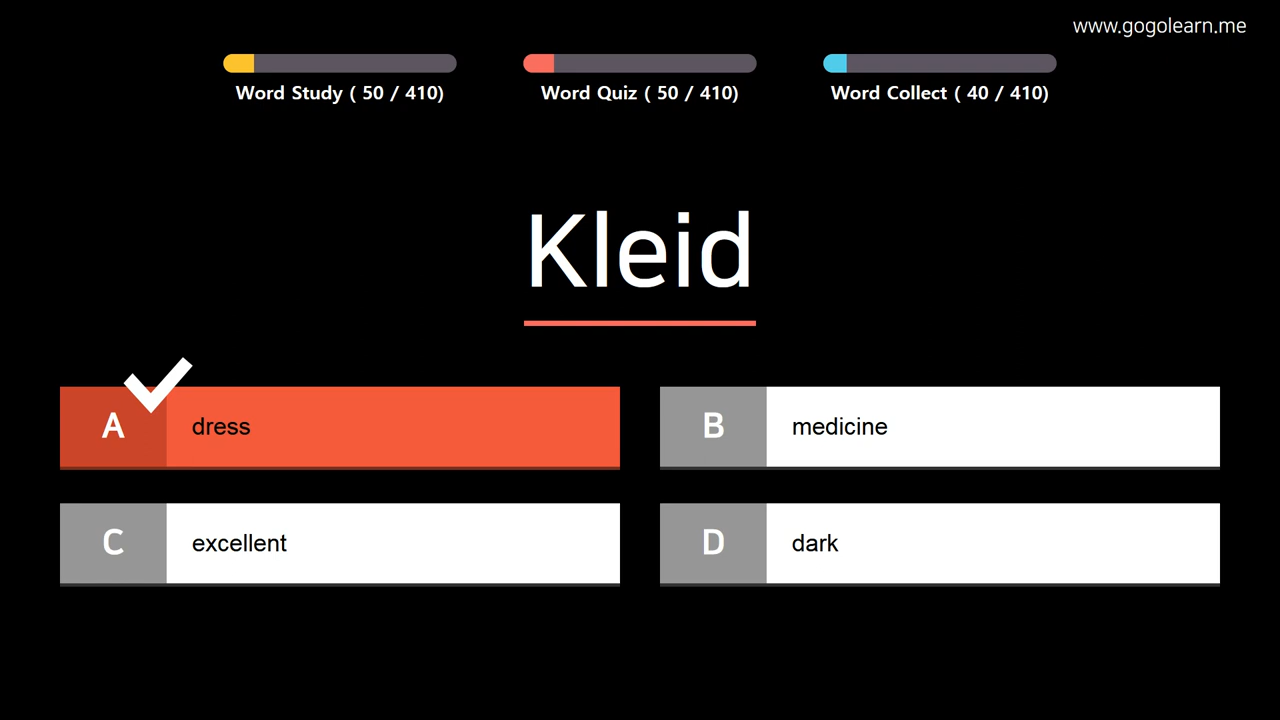 www.gogolearn.me
Word Study ( 50 / 410)
Word Quiz ( 50 / 410)
Word Collect ( 40 / 410)
Kleid
A dress
B medicine
C excellent
D dark